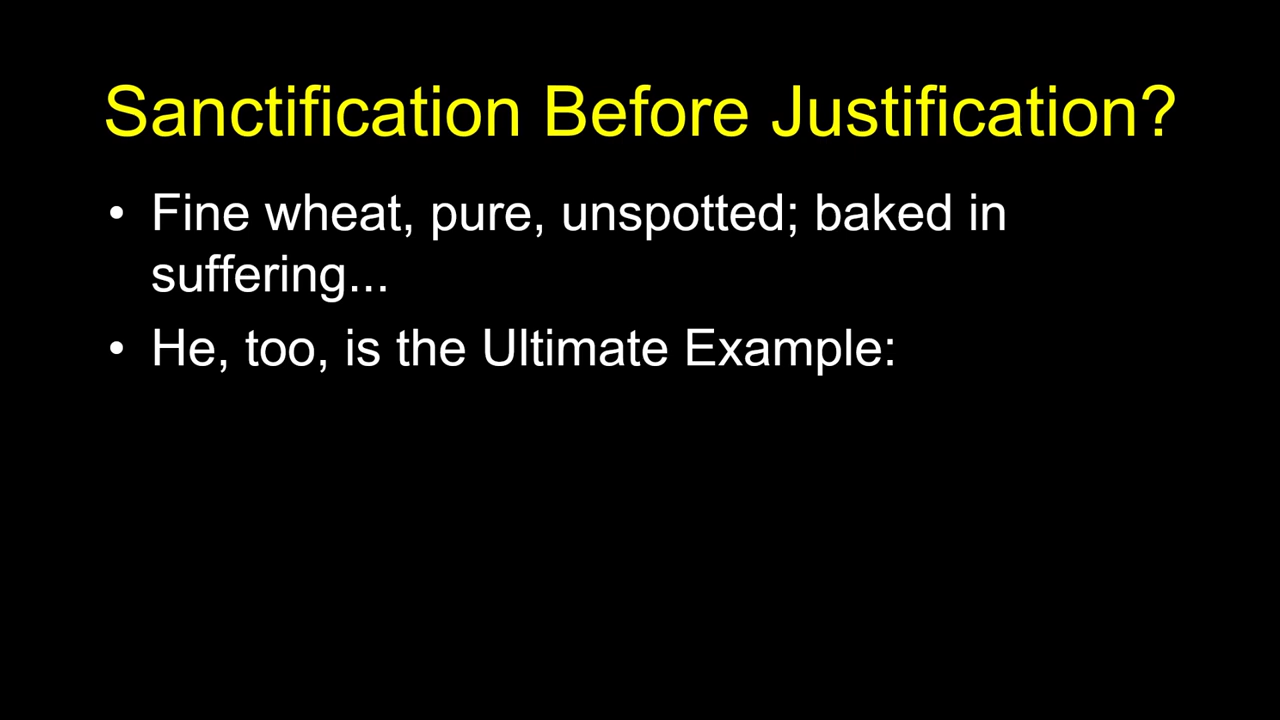 Sanctification Before Justification?
• Fine wheat, pure, unspotted; baked in
suffering...
• He, too, is the Ultimate Example: